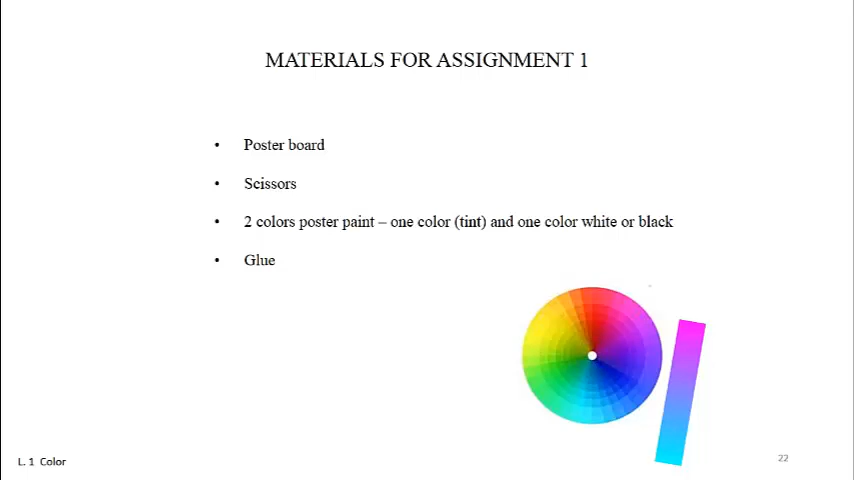 MATERIALS FOR ASSIGNMENT 1
• Poster board
• Scissors
• 2 colors poster paint – one color (tint) and one color white or black
• Glue
L. 1 Color
22